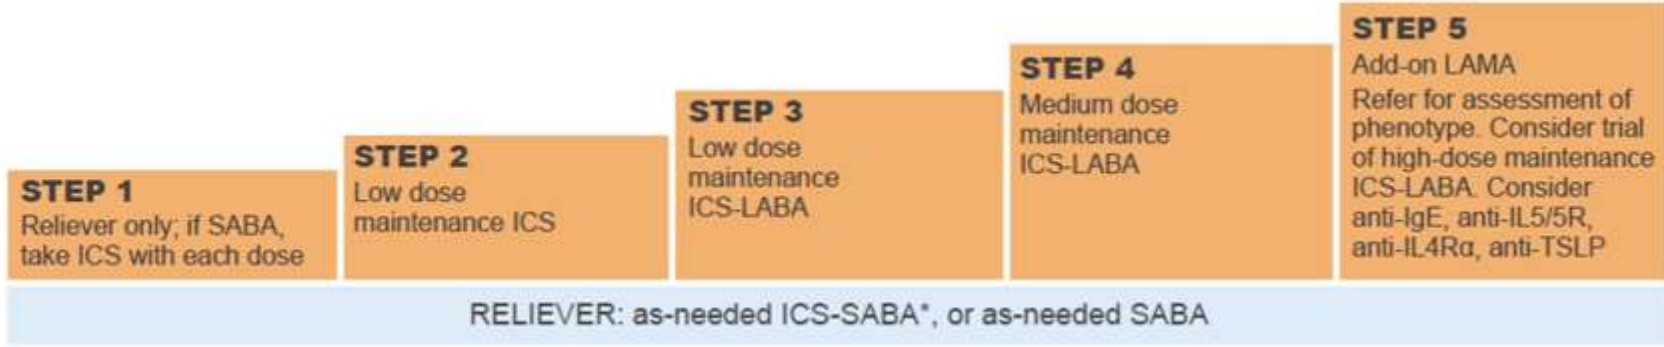 STEP 1
Reliever only; if SABA,
take ICS with each dose
STEP 2
Low dose
maintenance ICS
STEP 3
Low dose
maintenance
ICS-LABA
STEP 4
Medium dose
maintenance
ICS-LABA
STEP 5
Add-on LAMA
Refer for assessment of
phenotype. Consider trial
of high-dose maintenance
ICS-LABA. Consider
anti-IgE, anti-IL5/5R,
anti-IL4Rα, anti-TSLP
RELIEVER: as-needed ICS-SABA*, or as-needed SABA